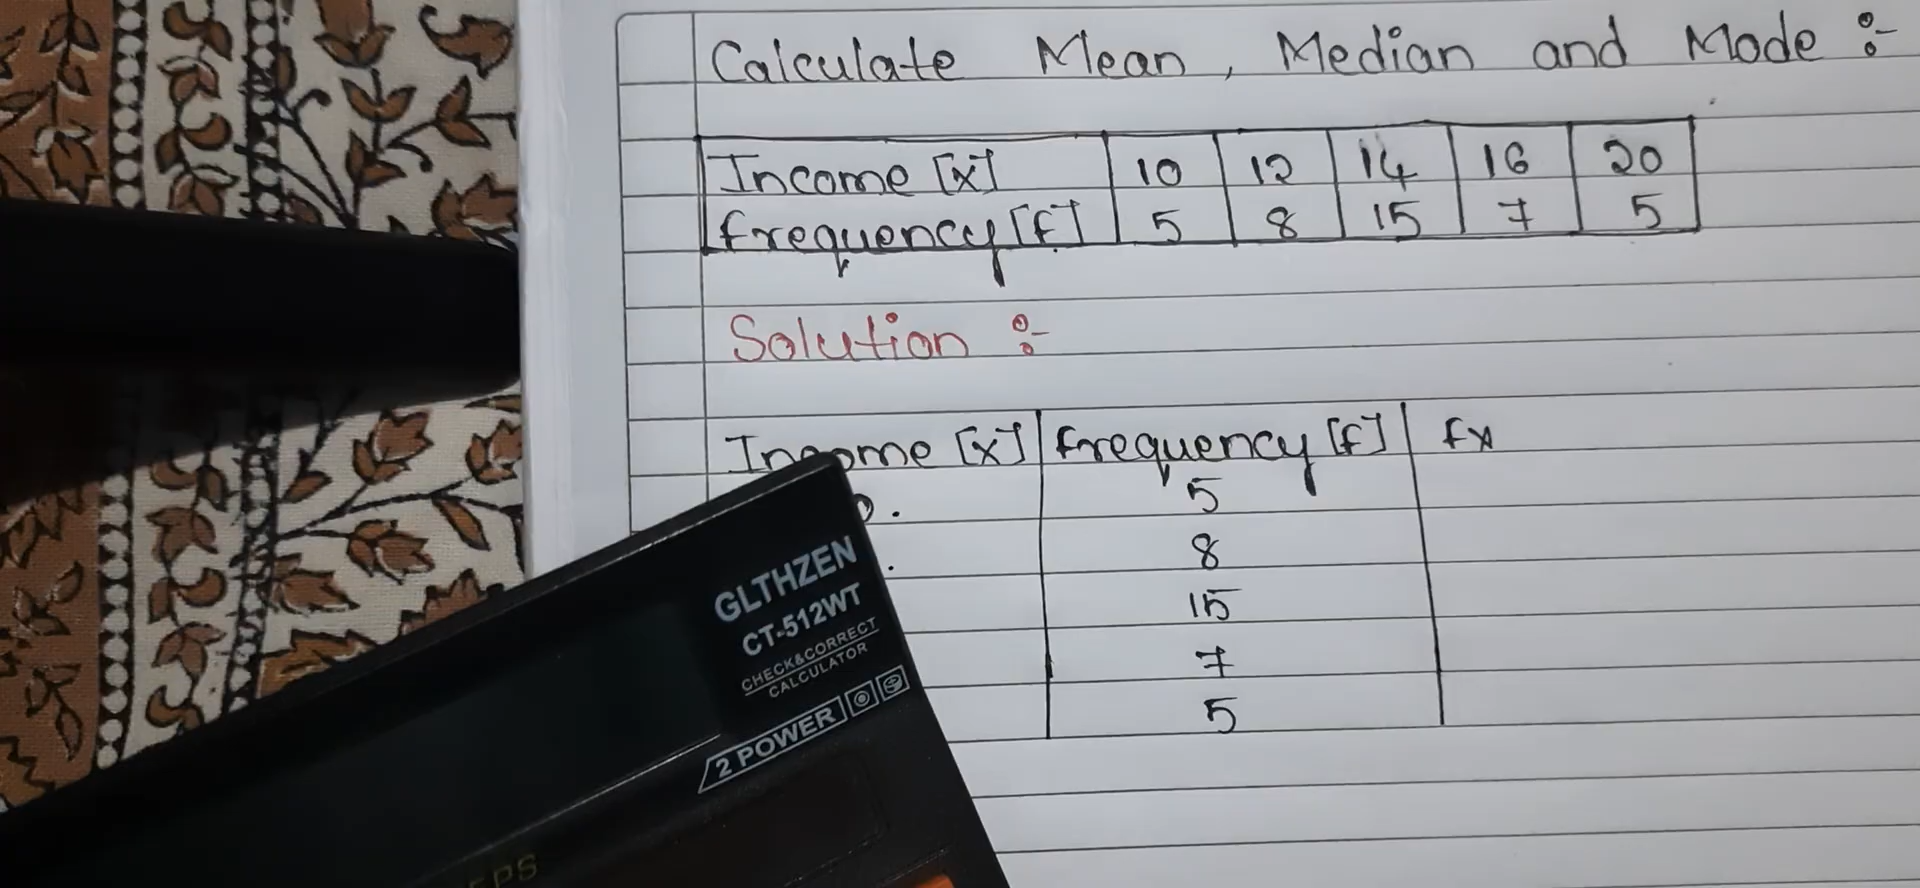 Calculate Mean, Median and Mode :-
Income [x] 10 12 14 16 20
frequency [f] 5 8 15 7 5
Solution :-
Income [x] frequency [f] fx
5
8
15
7
5
GLTHZEN
CT-512WT
CHECK&CORRECT
CALCULATOR
2 POWER